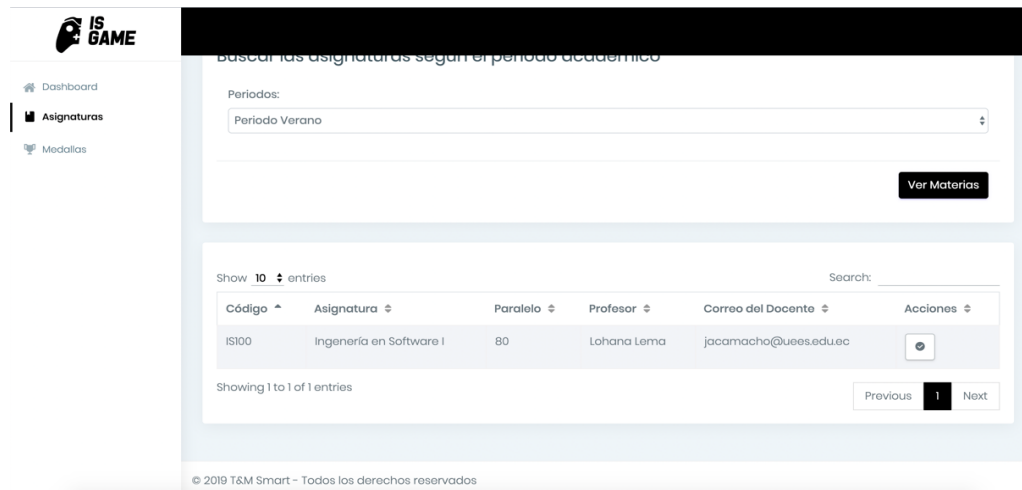 IS
GAME
Dashboard
Asignaturas
Medallas
Buscar las asignaturas según el periodo académico
Periodos:
Periodo Verano
Ver Materias
Show 10 entries
Search:
Código Asignatura Paralelo Profesor Correo del Docente Acciones
IS100 Ingenería en Software I 80 Lohana Lema jacamacho@uees.edu.ec
Showing 1 to 1 of 1 entries
Previous 1 Next
© 2019 T&M Smart - Todos los derechos reservados